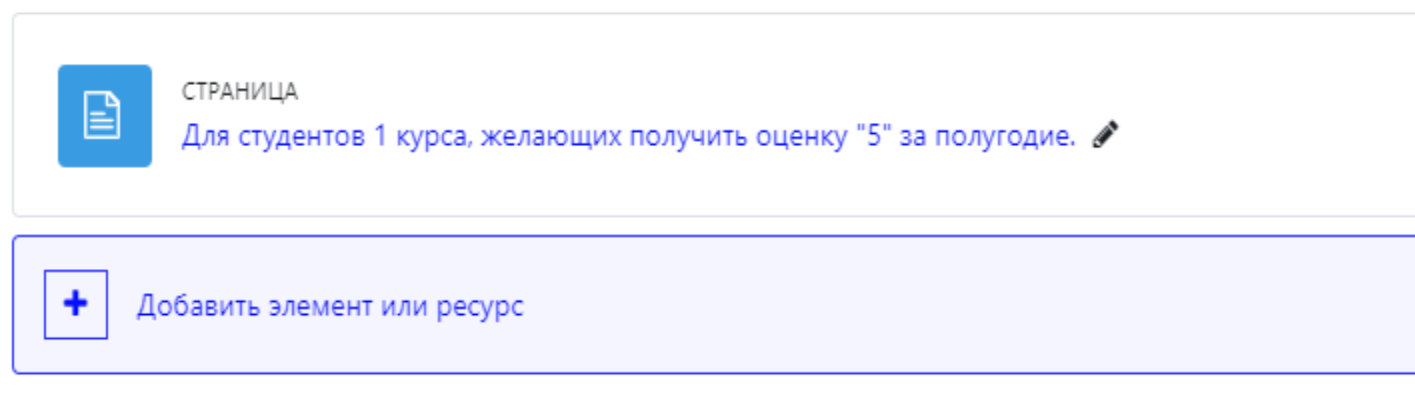 СТРАНИЦА
Для студентов 1 курса, желающих получить оценку "5" за полугодие.
Добавить элемент или ресурс